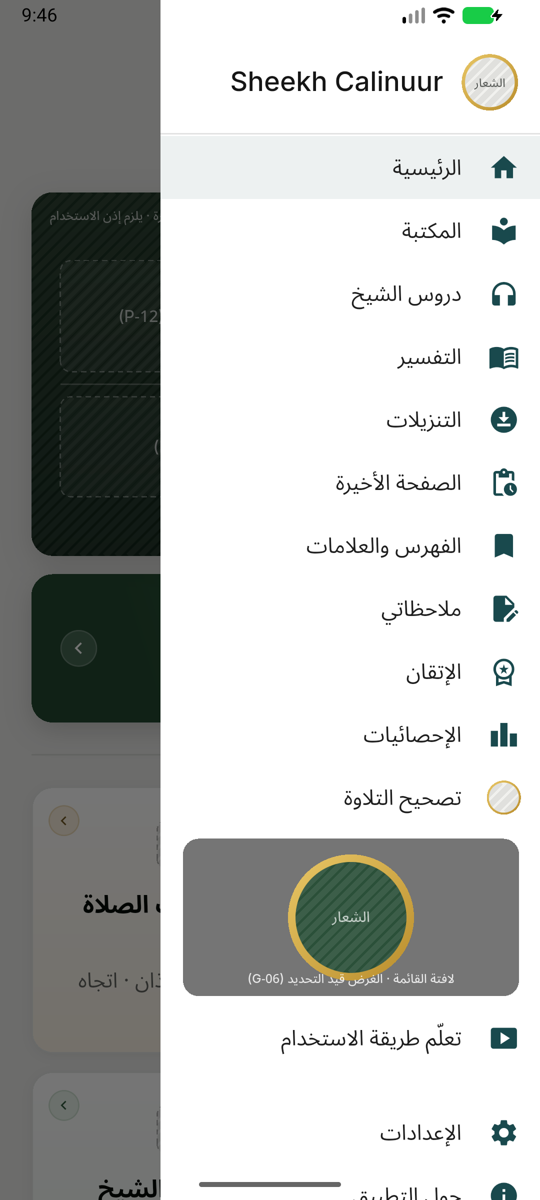 9:46
Sheekh Calinuur
الشعار
الرئيسية
المكتبة
دروس الشيخ
التفسير
التنزيلات
الصفحة الأخيرة
الفهرس والعلامات
ملاحظاتي
الإتقان
الإحصائيات
تصحيح التلاوة
الشعار
لافتة القائمة · الغرض قيد التحديد (G-06)
تعلّم طريقة الاستخدام
الإعدادات
حول التطبيق
· يلزم إذن الاستخدام
(P-12)
الصلاة
· اتجاه
الشيخ